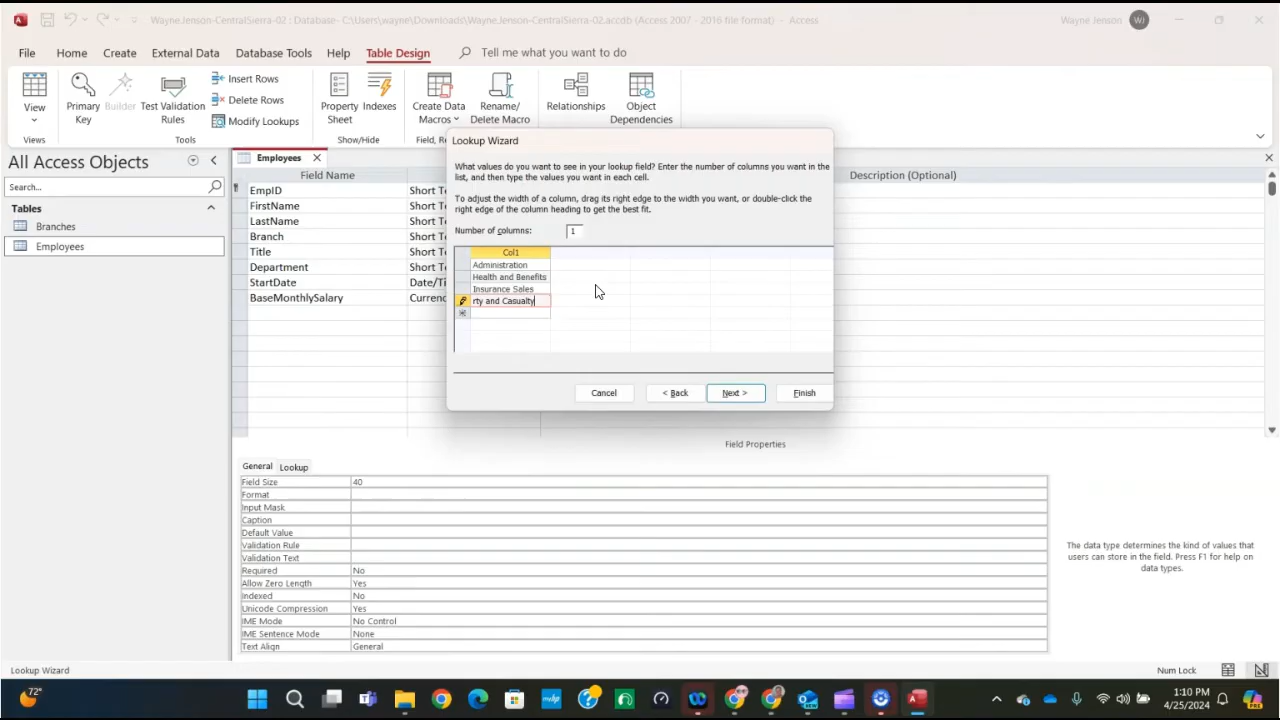 WayneJenson-CentralSierra-02 : Database- C:\Users\wayne\Downloads\WayneJenson-CentralSierra-02.accdb (Access 2007 - 2016 file format) - Access
Wayne Jenson
WJ
File
Home
Create
External Data
Database Tools
Help
Table Design
Tell me what you want to do
View
Primary
Key
Builder
Test Validation
Rules
Insert Rows
Delete Rows
Modify Lookups
Property
Sheet
Indexes
Create Data
Macros
Rename/
Delete Macro
Relationships
Object
Dependencies
Views
Tools
Show/Hide
Field, Re
All Access Objects
Search...
Tables
Branches
Employees
Employees
Field Name
Description (Optional)
EmpID
Short Te
FirstName
Short Te
LastName
Short Te
Branch
Short Te
Title
Short Te
Department
Short Te
StartDate
Date/Ti
BaseMonthlySalary
Currenc
Lookup Wizard
What values do you want to see in your lookup field? Enter the number of columns you want in the
list, and then type the values you want in each cell.
To adjust the width of a column, drag its right edge to the width you want, or double-click the
right edge of the column heading to get the best fit.
Number of columns:
1
Col1
Administration
Health and Benefits
Insurance Sales
rty and Casualty
Cancel
< Back
Next >
Finish
Field Properties
General
Lookup
Field Size
40
Format
Input Mask
Caption
Default Value
Validation Rule
Validation Text
Required
No
Allow Zero Length
Yes
Indexed
No
Unicode Compression
Yes
IME Mode
No Control
IME Sentence Mode
None
Text Align
General
The data type determines the kind of values that
users can store in the field. Press F1 for help on
data types.
Lookup Wizard
Num Lock
72°
1:10 PM
4/25/2024